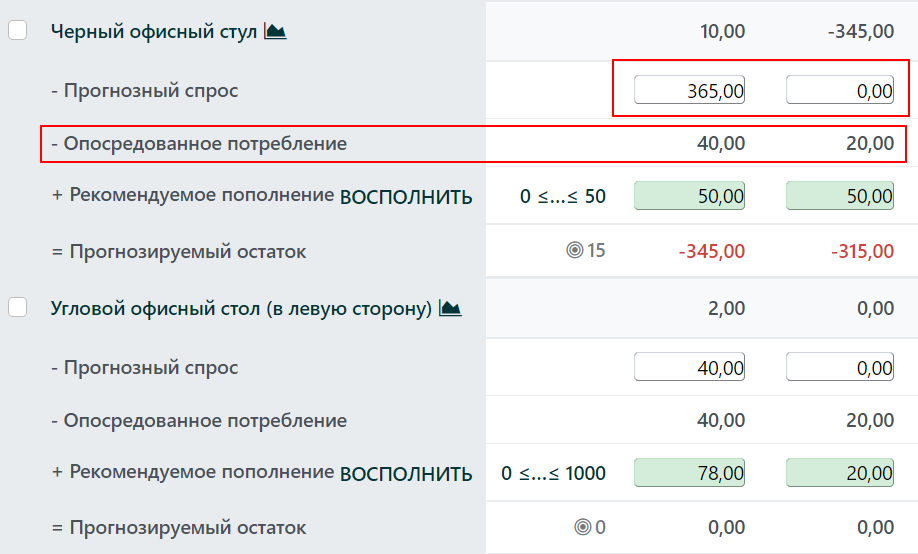 Черный офисный стул 10,00 -345,00
- Прогнозный спрос 365,00 0,00
- Опосредованное потребление 40,00 20,00
+ Рекомендуемое пополнение ВОСПОЛНИТЬ 0 ≤...≤ 50 50,00 50,00
= Прогнозируемый остаток 15 -345,00 -315,00
Угловой офисный стол (в левую сторону) 2,00 0,00
- Прогнозный спрос 40,00 0,00
- Опосредованное потребление 40,00 20,00
+ Рекомендуемое пополнение ВОСПОЛНИТЬ 0 ≤...≤ 1000 78,00 20,00
= Прогнозируемый остаток 0 0,00 0,00